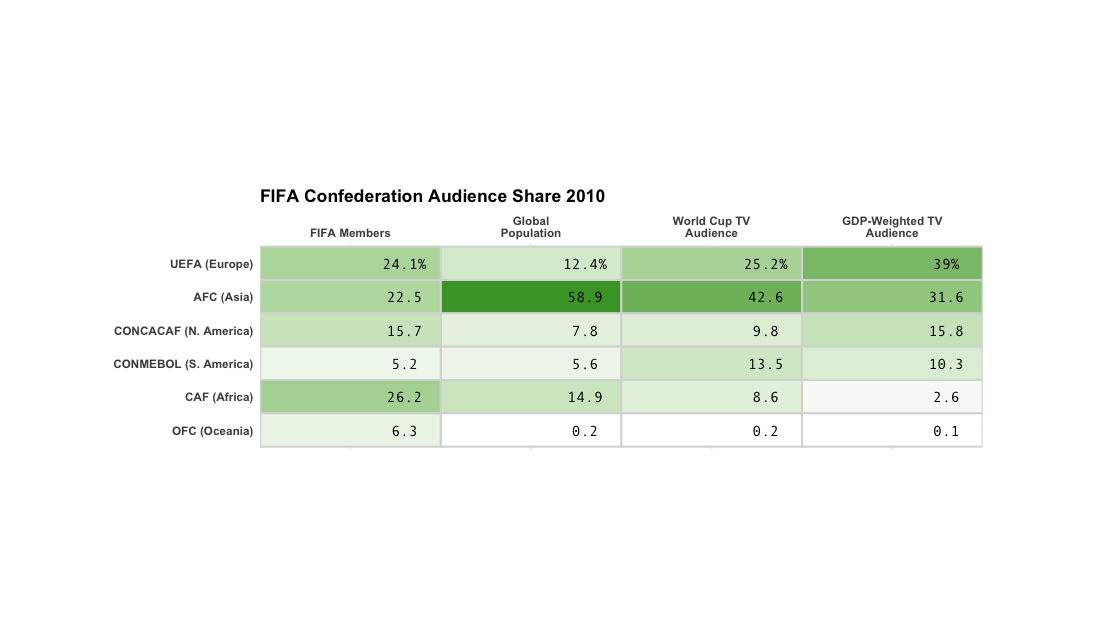 FIFA Confederation Audience Share 2010
FIFA Members
Global
Population
World Cup TV
Audience
GDP-Weighted TV
Audience
UEFA (Europe) 24.1% 12.4% 25.2% 39%
AFC (Asia) 22.5 58.9 42.6 31.6
CONCACAF (N. America) 15.7 7.8 9.8 15.8
CONMEBOL (S. America) 5.2 5.6 13.5 10.3
CAF (Africa) 26.2 14.9 8.6 2.6
OFC (Oceania) 6.3 0.2 0.2 0.1